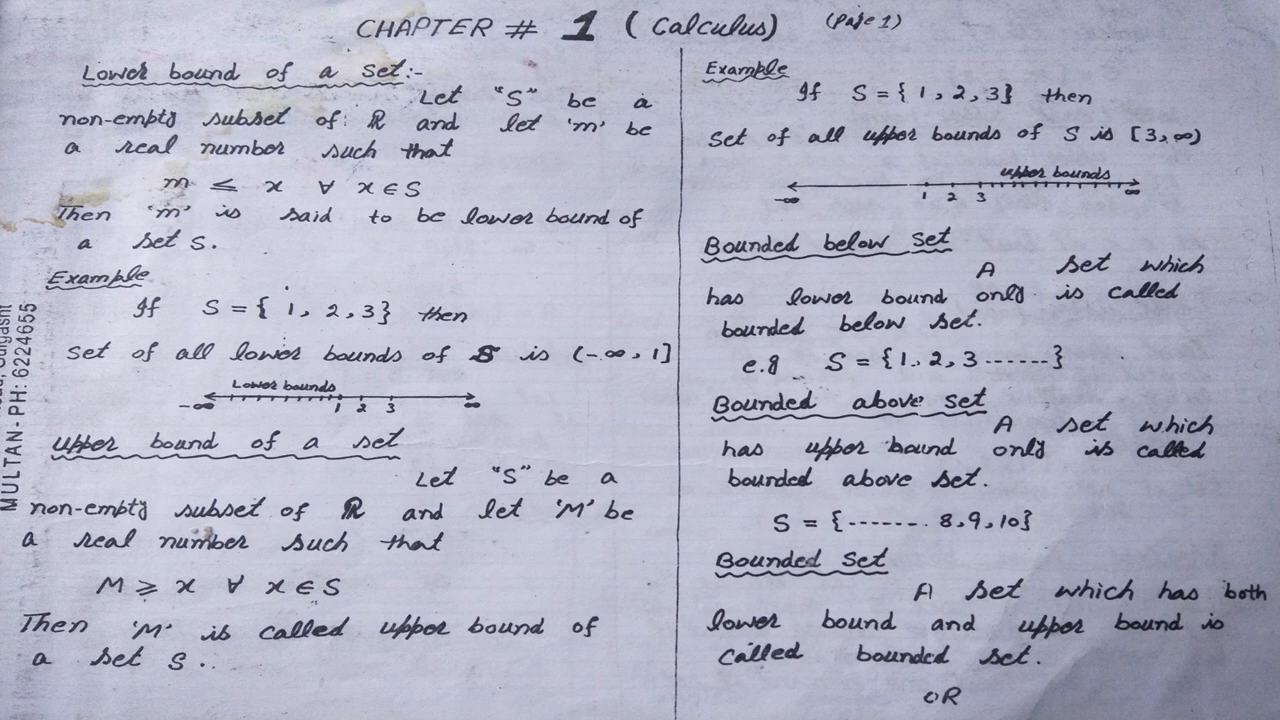 CHAPTER # 1 (Calculus) (Page 1)
Lower bound of a set:-
Let "S" be a
non-empty subset of R and let 'm' be
a real number such that
m ≤ x ∀ x ∈ S
Then 'm' is said to be lower bound of
a set S.
Example
If S = { 1, 2, 3} then
set of all lower bounds of S is (-∞, 1]
Lower bounds
-∞ 1 2 3 ∞
upper bound of a set
Let "S" be a
non-empty subset of R and let 'M' be
a real number such that
M ≥ x ∀ x ∈ S
Then 'M' is called upper bound of
a set S..
MULTAN- PH: 6224655
Example
If S = { 1, 2, 3} then
set of all upper bounds of S is [3, ∞)
upper bounds
-∞ 1 2 3 ∞
Bounded below set
A set which
has lower bound only is called
bounded below set.
e.g S = {1, 2, 3 ------}
Bounded above set
A set which
has upper bound only is called
bounded above set.
S = {------- 8,9,10}
Bounded set
A set which has both
lower bound and upper bound is
called bounded set.
OR